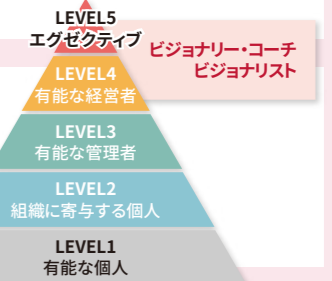 LEVEL5
エグゼクティブ
ビジョナリー・コーチ
ビジョナリスト
LEVEL4
有能な経営者
LEVEL3
有能な管理者
LEVEL2
組織に寄与する個人
LEVEL1
有能な個人